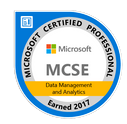 MICROSOFT CERTIFIED PROFESSIONAL
Microsoft
MCSE
Data Management
and Analytics
Earned 2017